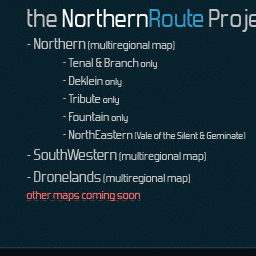 the NorthernRoute Proje
- Northern (multiregional map)
- Tenal & Branch only
- Deklein only
- Tribute only
- Fountain only
- NorthEastern (Vale of the Silent & Geminate)
- SouthWestern (multiregional map)
- Dronelands (multiregional map)
other maps coming soon